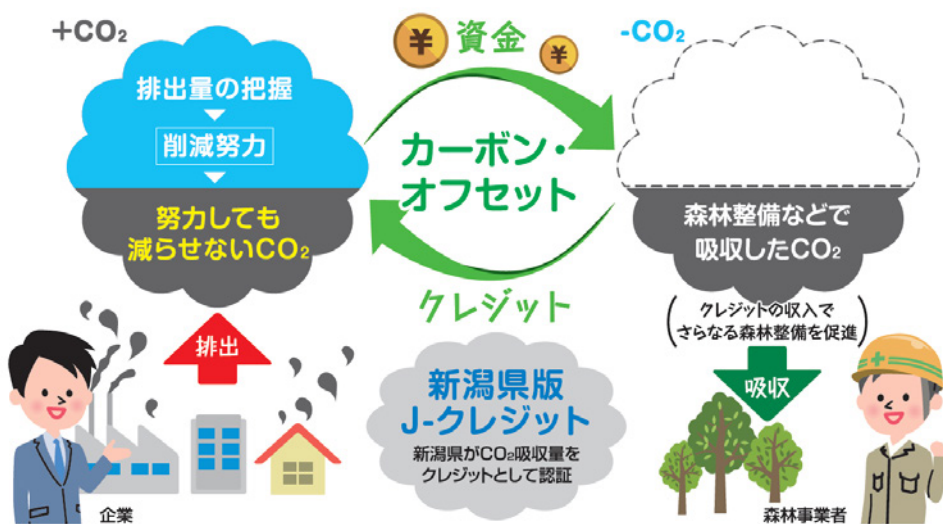 +CO₂
排出量の把握
削減努力
努力しても
減らせないCO₂
排出
企業
¥ 資金 ¥
カーボン・
オフセット
クレジット
新潟県版
J-クレジット
新潟県がCO₂吸収量を
クレジットとして認証
-CO₂
森林整備などで
吸収したCO₂
(クレジットの収入で
さらなる森林整備を促進)
吸収
森林事業者